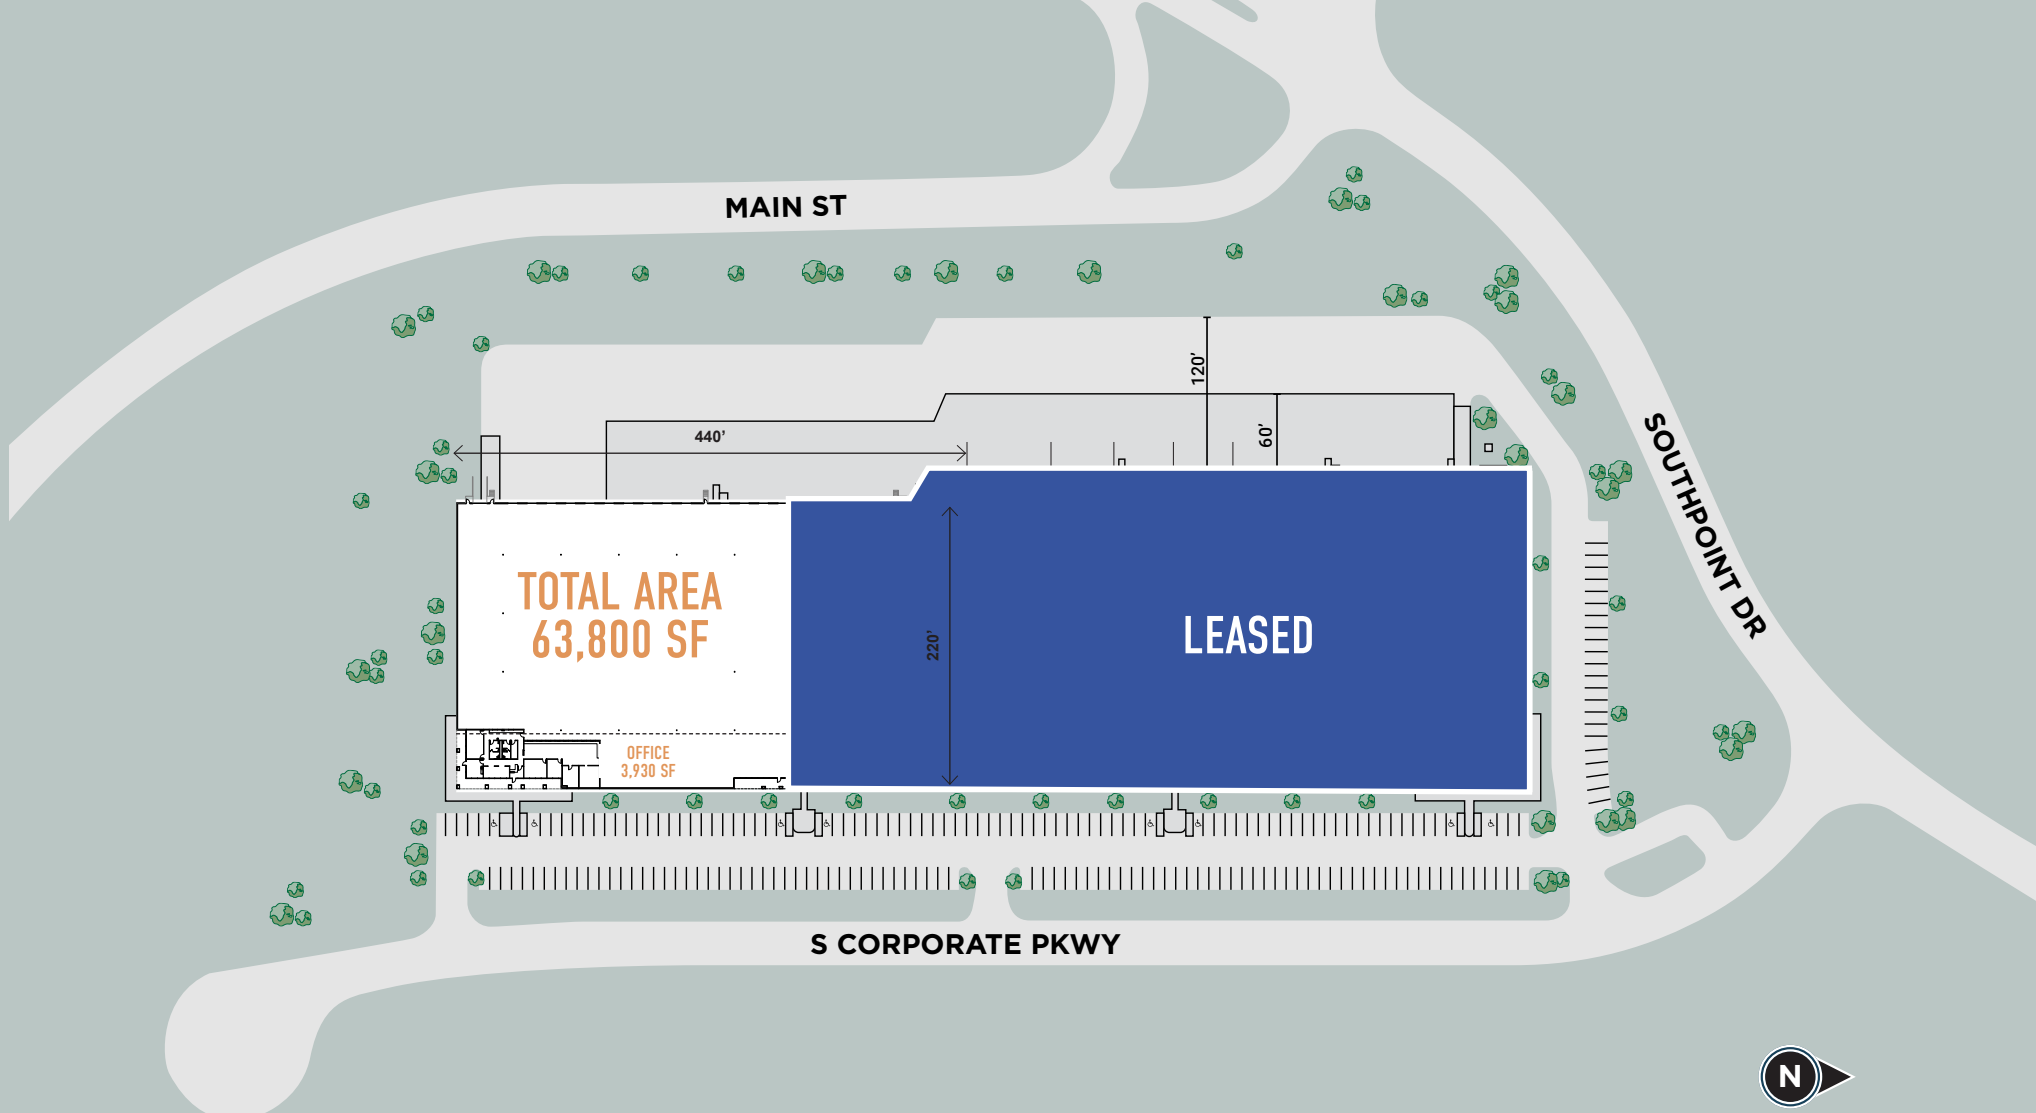 MAIN ST
120’
440’
60’
SOUTHPOINT DR
TOTAL AREA
63,800 SF
LEASED
220’
OFFICE
3,930 SF
S CORPORATE PKWY
N